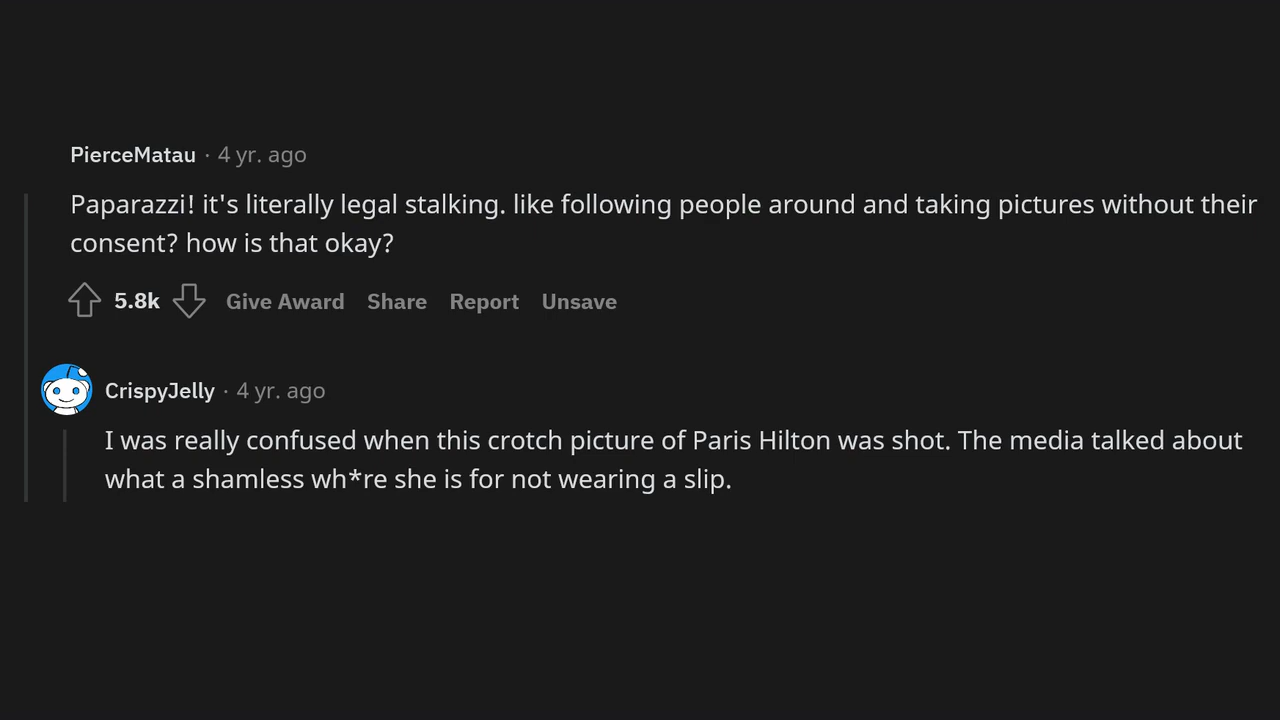 PierceMatau · 4 yr. ago
Paparazzi! it's literally legal stalking. like following people around and taking pictures without their
consent? how is that okay?
5.8k Give Award Share Report Unsave
CrispyJelly · 4 yr. ago
I was really confused when this crotch picture of Paris Hilton was shot. The media talked about
what a shamless wh*re she is for not wearing a slip.